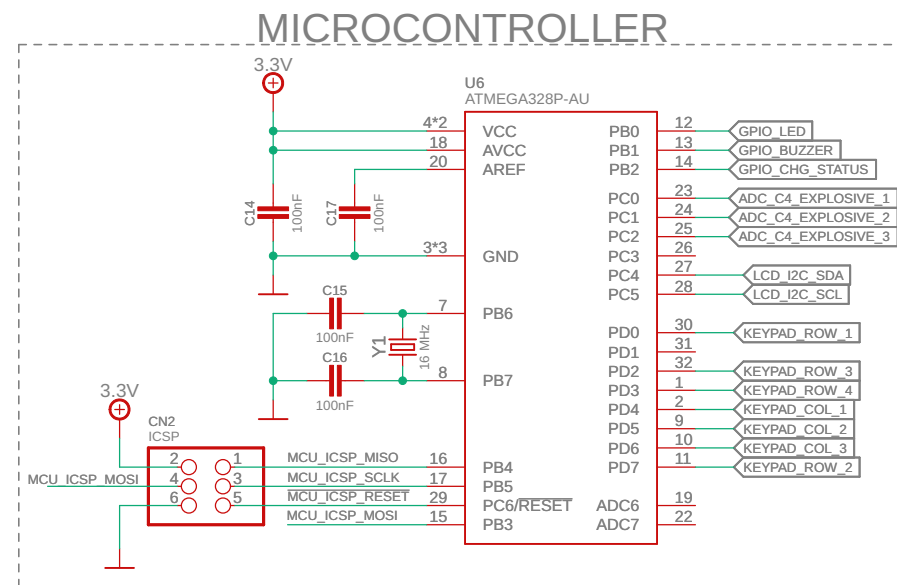 MICROCONTROLLER
3.3V
U6
ATMEGA328P-AU
4*2 VCC PB0 12 GPIO_LED
18 AVCC PB1 13 GPIO_BUZZER
20 AREF PB2 14 GPIO_CHG_STATUS
C14 100nF C17 100nF
PC0 23 ADC_C4_EXPLOSIVE_1
PC1 24 ADC_C4_EXPLOSIVE_2
PC2 25 ADC_C4_EXPLOSIVE_3
3*3 GND PC3 26
PC4 27 LCD_I2C_SDA
PC5 28 LCD_I2C_SCL
C15
100nF
7 PB6
Y1 16 MHz
C16
100nF
8 PB7
PD0 30 KEYPAD_ROW_1
PD1 31
PD2 32 KEYPAD_ROW_3
PD3 1 KEYPAD_ROW_4
PD4 2 KEYPAD_COL_1
PD5 9 KEYPAD_COL_2
PD6 10 KEYPAD_COL_3
PD7 11 KEYPAD_ROW_2
3.3V
CN2
ICSP
2 1 MCU_ICSP_MISO 16 PB4
MCU_ICSP_MOSI 4 3 MCU_ICSP_SCLK 17 PB5
6 5 MCU_ICSP_RESET 29 PC6/RESET ADC6 19
MCU_ICSP_MOSI 15 PB3 ADC7 22